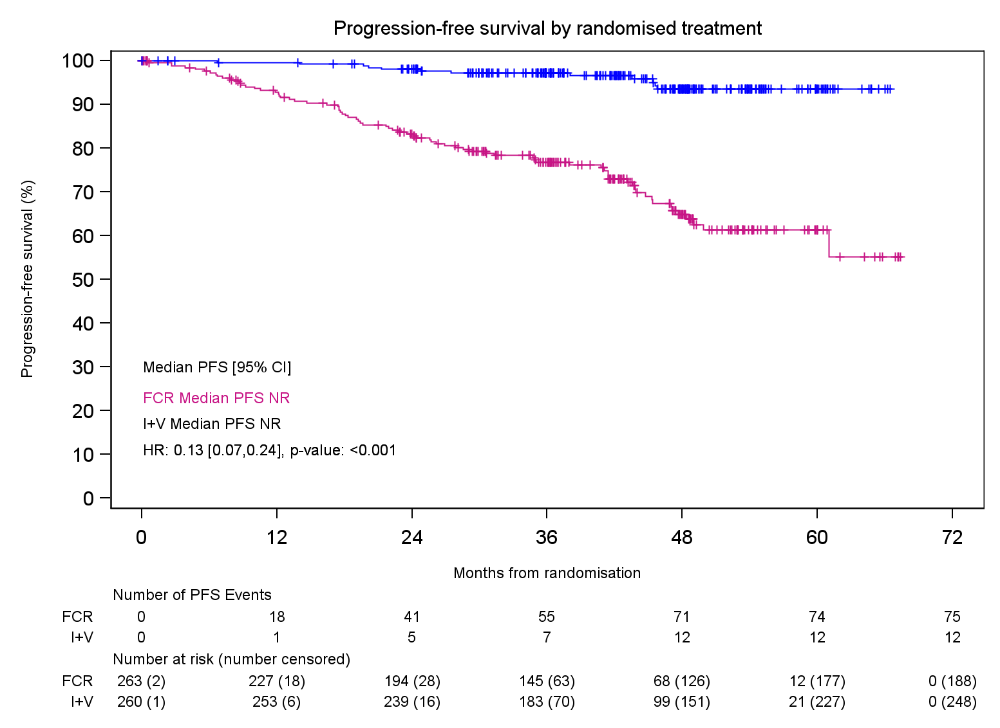 Progression-free survival by randomised treatment
Progression-free survival (%)
100
90
80
70
60
50
40
30
20
10
0
Median PFS [95% CI]
FCR Median PFS NR
I+V Median PFS NR
HR: 0.13 [0.07,0.24], p-value: <0.001
0 12 24 36 48 60 72
Months from randomisation
Number of PFS Events
FCR 0 18 41 55 71 74 75
I+V 0 1 5 7 12 12 12
Number at risk (number censored)
FCR 263 (2) 227 (18) 194 (28) 145 (63) 68 (126) 12 (177) 0 (188)
I+V 260 (1) 253 (6) 239 (16) 183 (70) 99 (151) 21 (227) 0 (248)